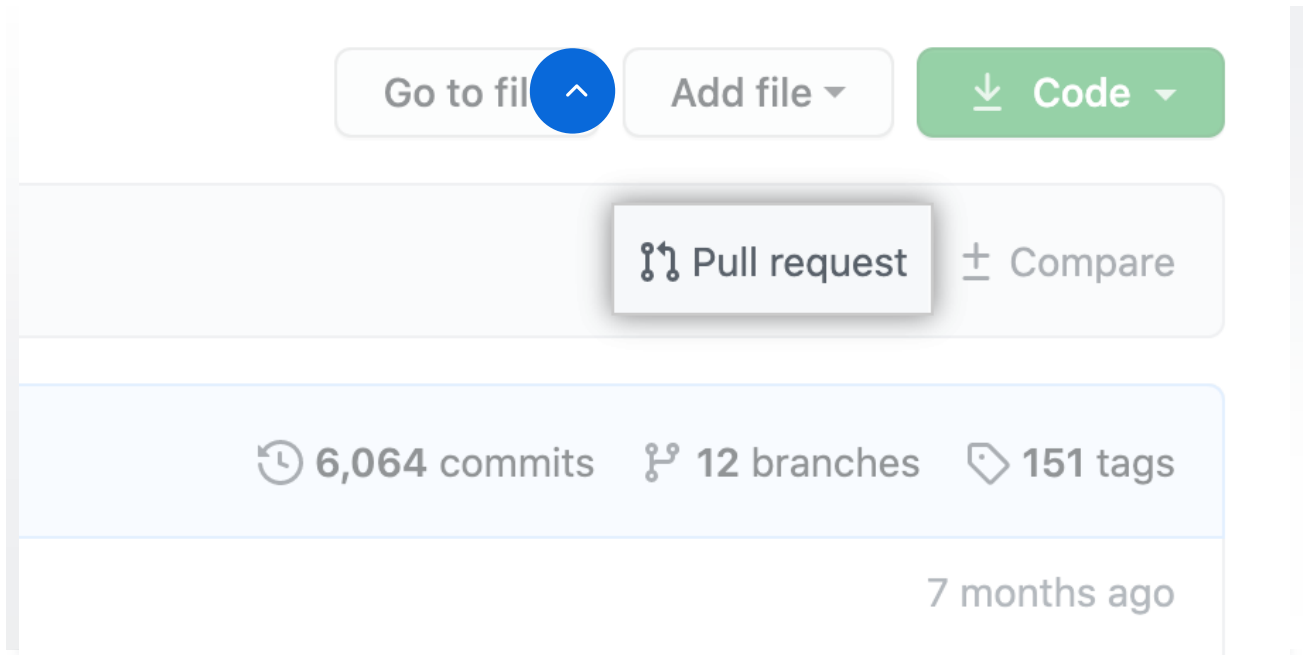 Go to fil
Add file
Code
Pull request
Compare
6,064 commits
12 branches
151 tags
7 months ago